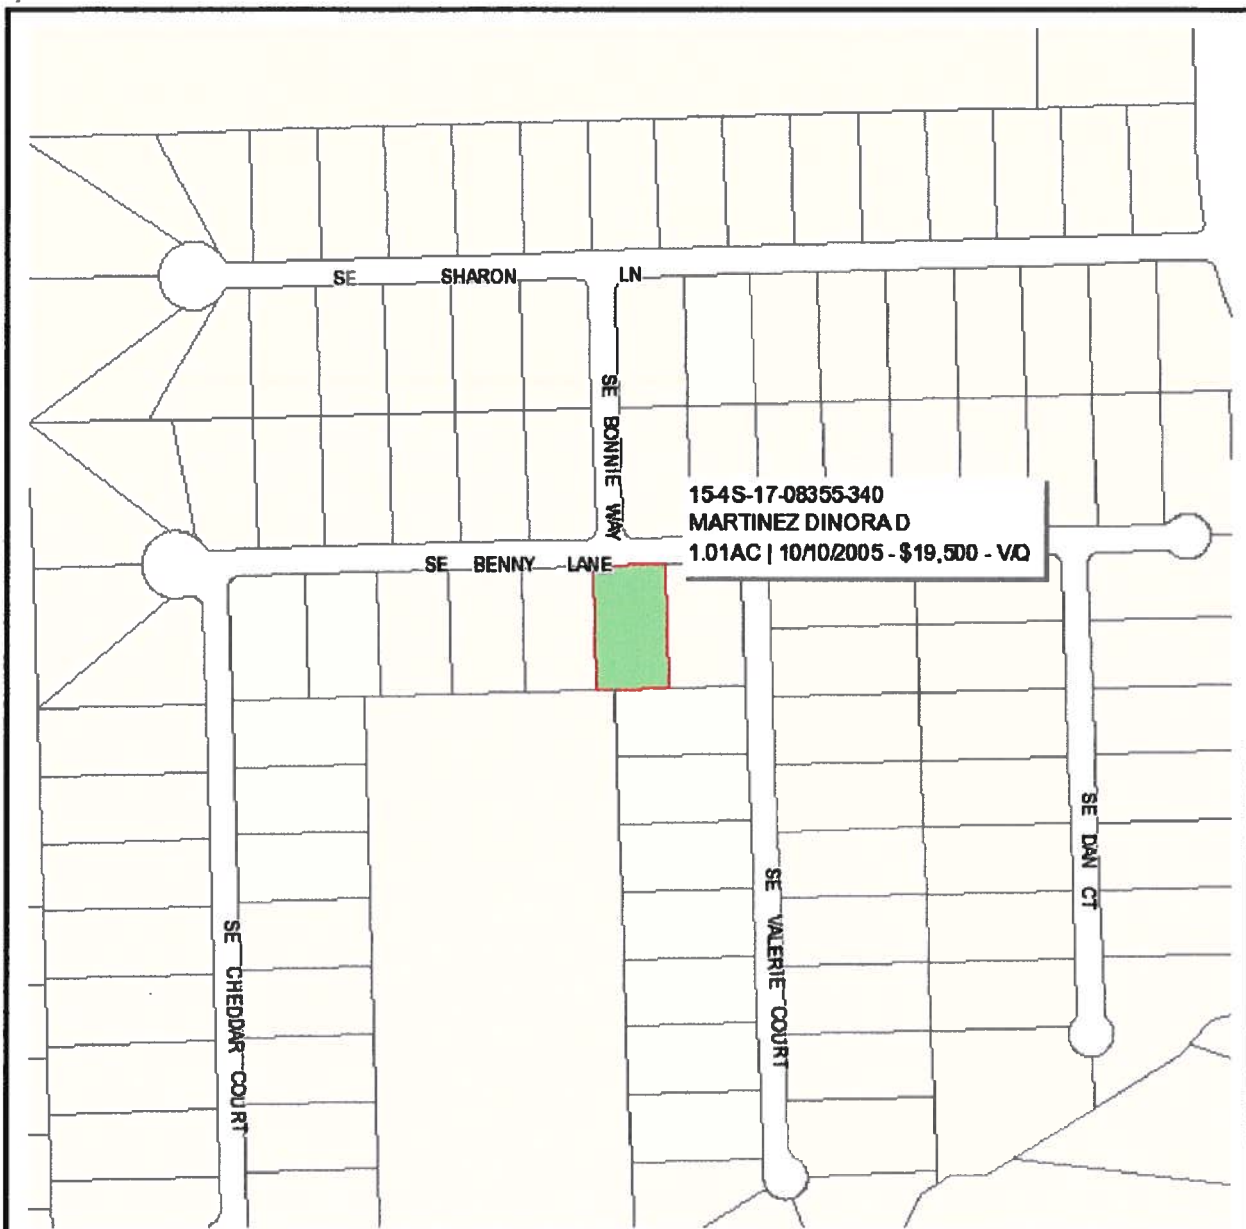 SE SHARON LN
SE BONNIE WAY
15-4S-17-08355-340
MARTINEZ DINORA D
1.01AC | 10/10/2005 - $19,500 - V/Q
SE BENNY LANE
SE DAN CT
SE VALERIE COURT
SE CHEDDAR COURT